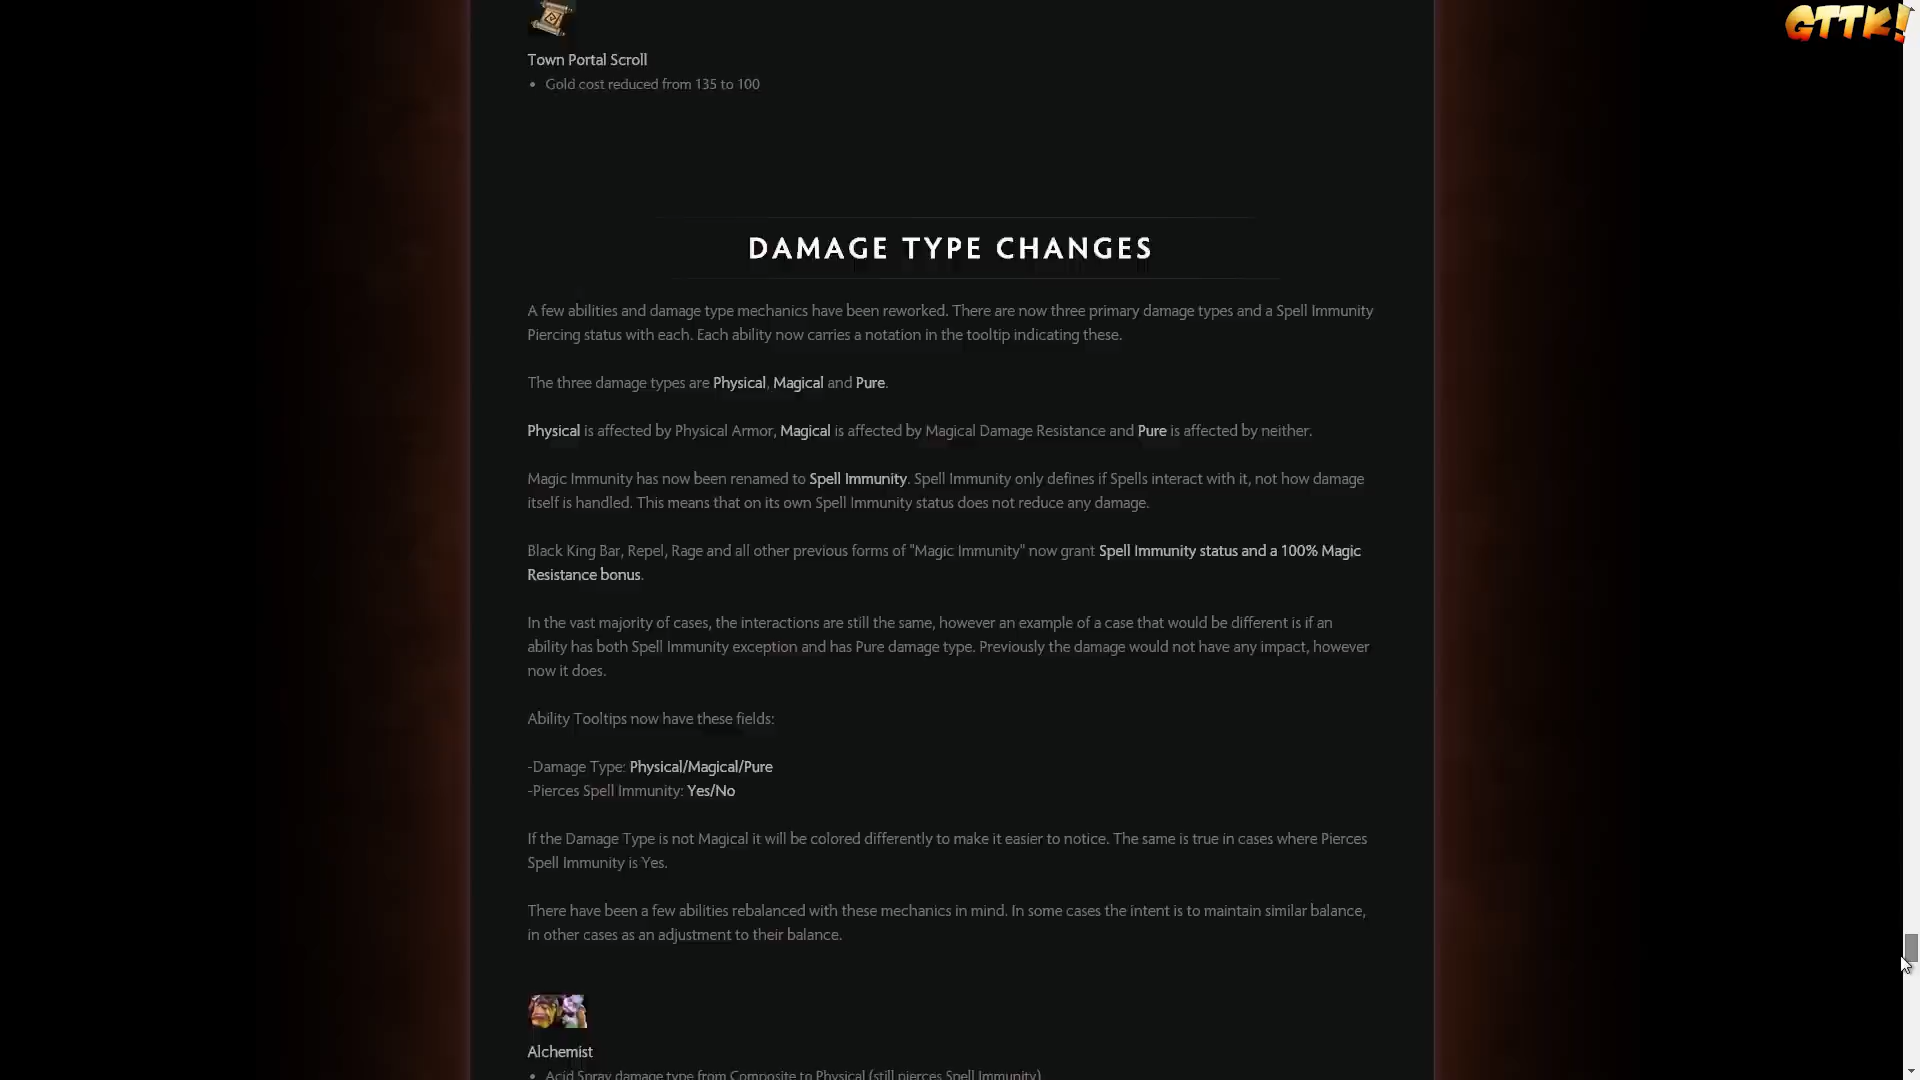 GTTK!
Town Portal Scroll
• Gold cost reduced from 135 to 100
DAMAGE TYPE CHANGES
A few abilities and damage type mechanics have been reworked. There are now three primary damage types and a Spell Immunity
Piercing status with each. Each ability now carries a notation in the tooltip indicating these.
The three damage types are Physical, Magical and Pure.
Physical is affected by Physical Armor, Magical is affected by Magical Damage Resistance and Pure is affected by neither.
Magic Immunity has now been renamed to Spell Immunity. Spell Immunity only defines if Spells interact with it, not how damage
itself is handled. This means that on its own Spell Immunity status does not reduce any damage.
Black King Bar, Repel, Rage and all other previous forms of "Magic Immunity" now grant Spell Immunity status and a 100% Magic
Resistance bonus.
In the vast majority of cases, the interactions are still the same, however an example of a case that would be different is if an
ability has both Spell Immunity exception and has Pure damage type. Previously the damage would not have any impact, however
now it does.
Ability Tooltips now have these fields:
-Damage Type: Physical/Magical/Pure
-Pierces Spell Immunity: Yes/No
If the Damage Type is not Magical it will be colored differently to make it easier to notice. The same is true in cases where Pierces
Spell Immunity is Yes.
There have been a few abilities rebalanced with these mechanics in mind. In some cases the intent is to maintain similar balance,
in other cases as an adjustment to their balance.
Alchemist
• Acid Spray damage type from Composite to Physical (still pierces Spell Immunity)